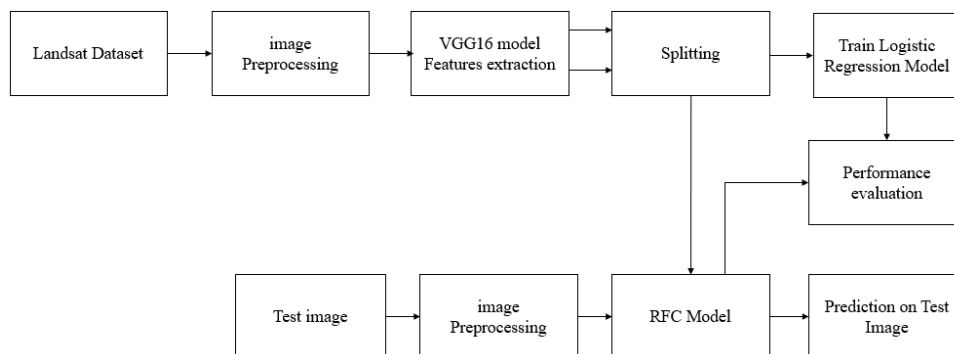 Landsat Dataset
image
Preprocessing
VGG16 model
Features extraction
Splitting
Train Logistic
Regression Model
Performance
evaluation
Test image
image
Preprocessing
RFC Model
Prediction on Test
Image